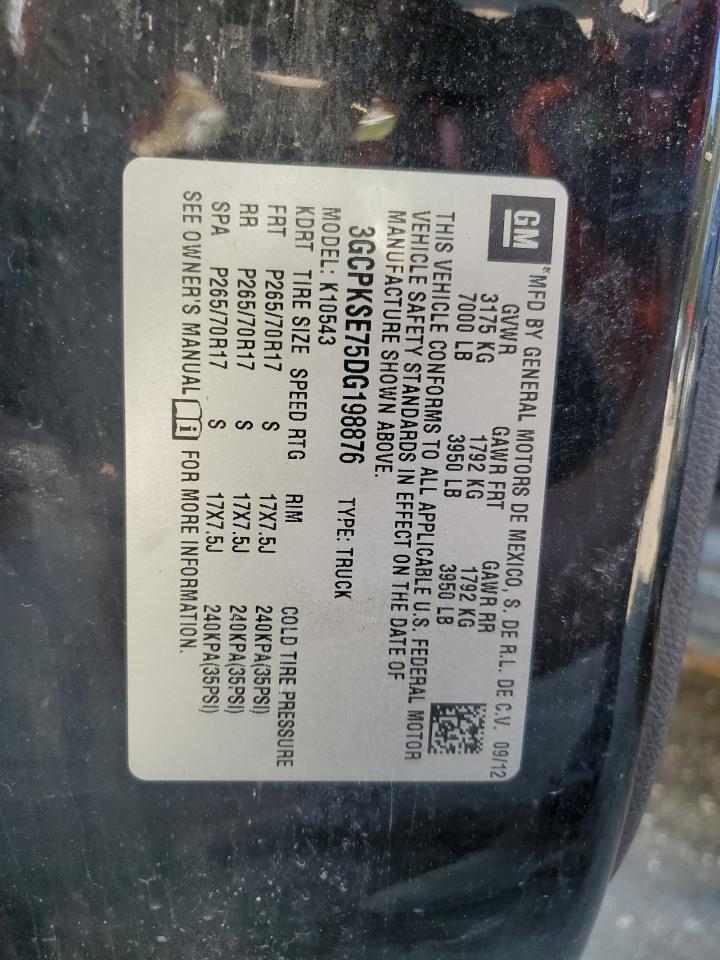 GM
® MFD BY GENERAL MOTORS DE MEXICO, S. DE R.L. DE C.V. 09/12
GVWR GAWR FRT GAWR RR
3175 KG 1792 KG 1792 KG
7000 LB 3950 LB 3950 LB
THIS VEHICLE CONFORMS TO ALL APPLICABLE U.S. FEDERAL MOTOR
VEHICLE SAFETY STANDARDS IN EFFECT ON THE DATE OF
MANUFACTURE SHOWN ABOVE.
3GCPKSE75DG198876 TYPE: TRUCK
MODEL: K10543
KDRT TIRE SIZE SPEED RTG RIM COLD TIRE PRESSURE
FRT P265/70R17 S 17X7.5J 240KPA(35PSI)
RR P265/70R17 S 17X7.5J 240KPA(35PSI)
SPA P265/70R17 S 17X7.5J 240KPA(35PSI)
SEE OWNER'S MANUAL i FOR MORE INFORMATION.